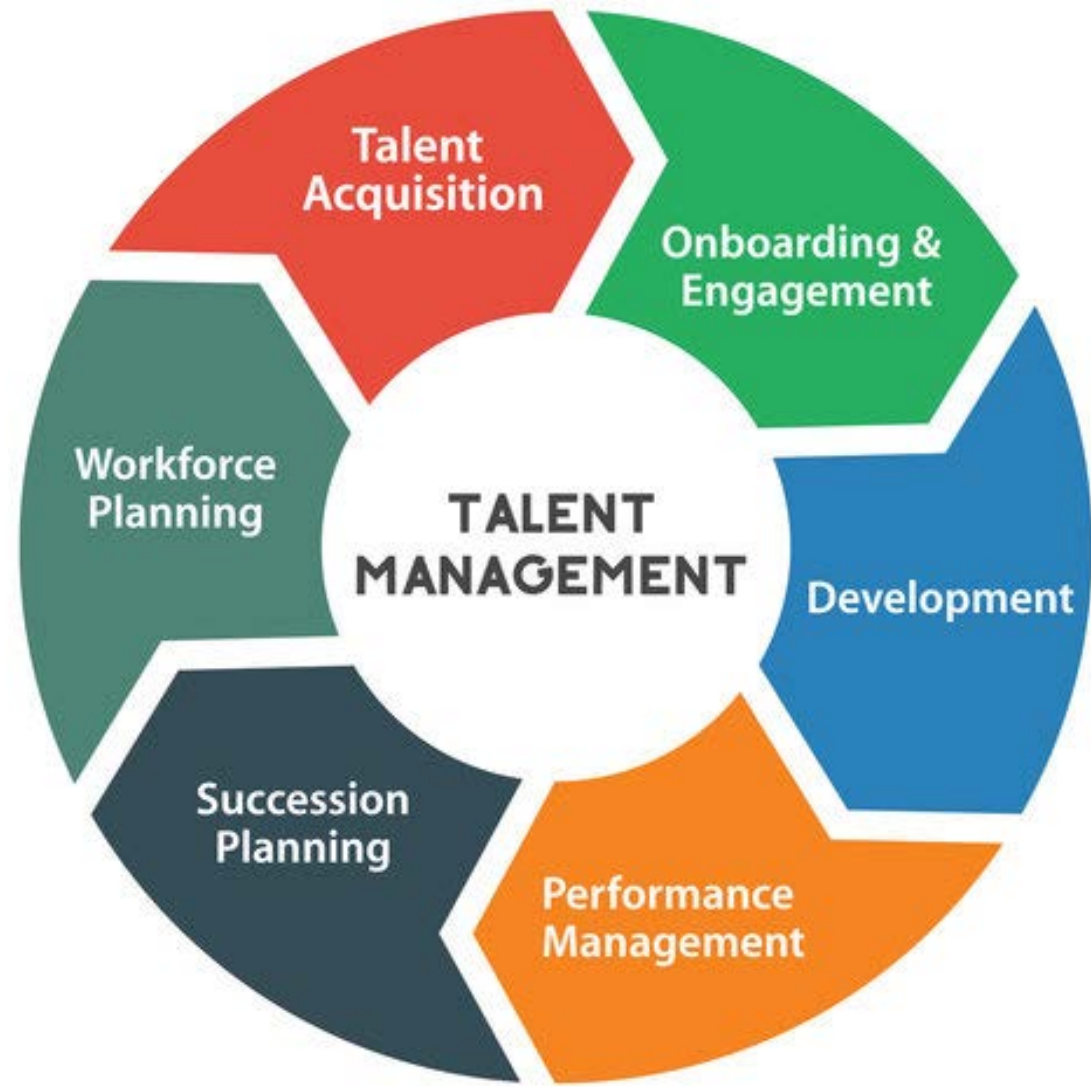 Talent
Acquisition
Onboarding &
Engagement
Development
Performance
Management
Succession
Planning
Workforce
Planning
TALENT
MANAGEMENT